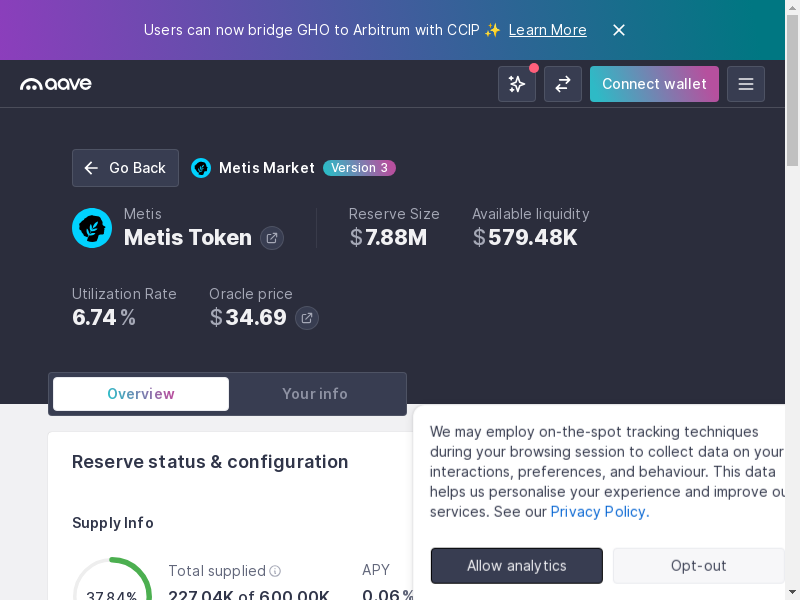 Users can now bridge GHO to Arbitrum with CCIP ✨ Learn More
aave
Connect wallet
Go Back
Metis Market
Version 3
Metis
Metis Token
Reserve Size
$7.88M
Available liquidity
$579.48K
Utilization Rate
6.74%
Oracle price
$34.69
Overview
Your info
Reserve status & configuration
Supply Info
37.84%
Total supplied
227.04K of 600.00K
APY
0.06%
We may employ on-the-spot tracking techniques
during your browsing session to collect data on your
interactions, preferences, and behaviour. This data
helps us personalise your experience and improve ou
services. See our Privacy Policy.
Allow analytics
Opt-out